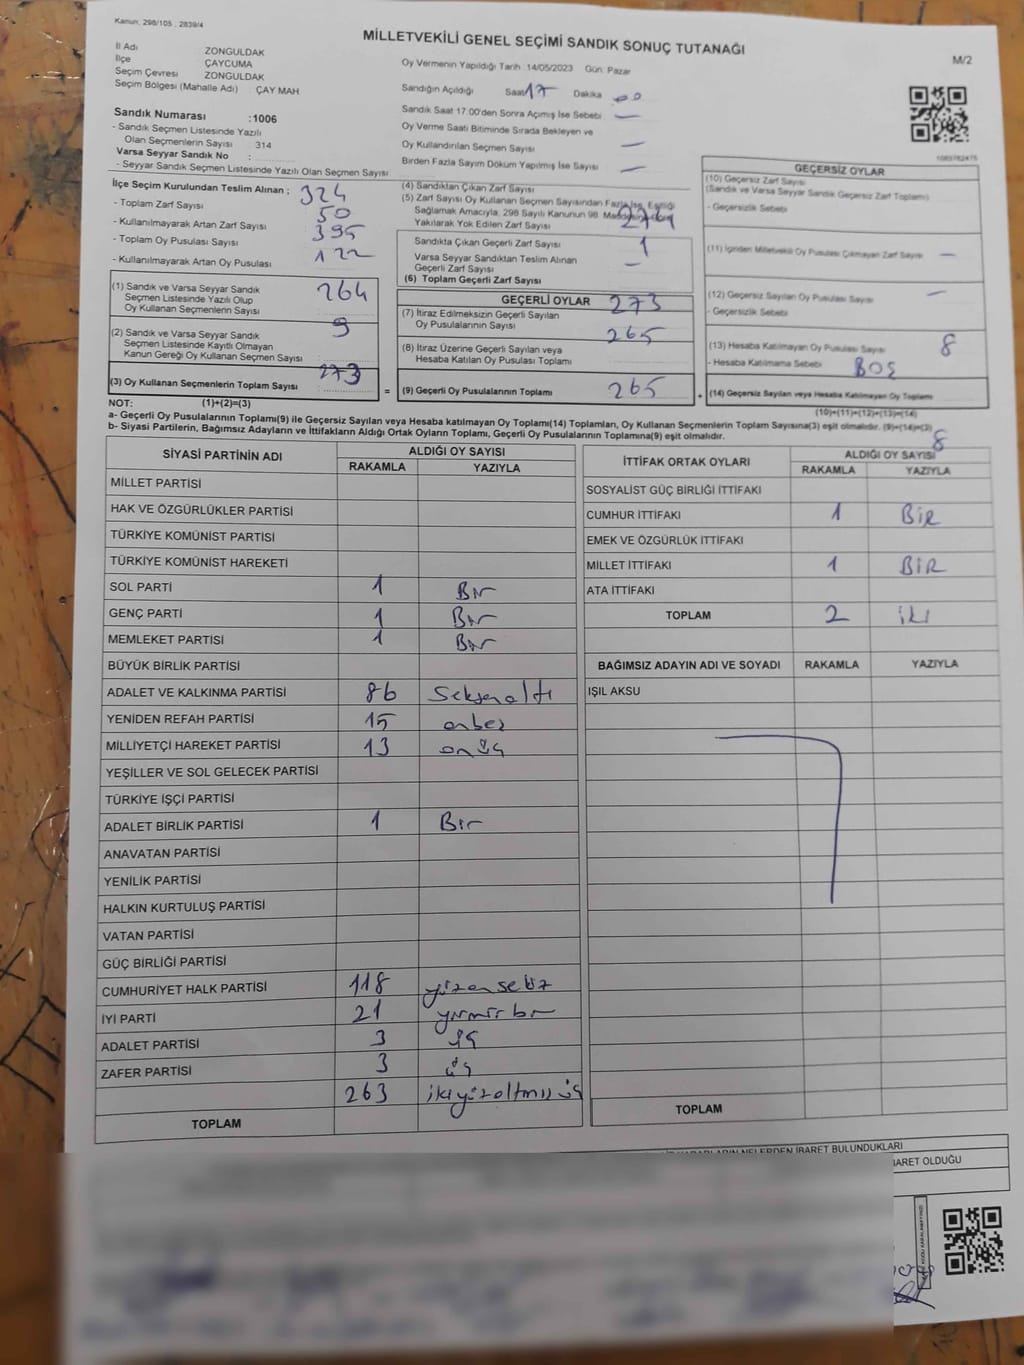 Kanun: 298/105 , 2839/4
MİLLETVEKİLİ GENEL SEÇİMİ SANDIK SONUÇ TUTANAĞI
M/2
İl Adı ZONGULDAK
İlçe ÇAYCUMA
Seçim Çevresi ZONGULDAK
Seçim Bölgesi (Mahalle Adı) : ÇAY MAH
Oy Vermenin Yapıldığı Tarih :14/05/2023 Gün: Pazar
Sandığın Açıldığı Saat 17 Dakika 00
Sandık Saat 17.00'den Sonra Açımış İse Sebebi —
Oy Verme Saati Bitiminde Sırada Bekleyen ve
Oy Kullandırılan Seçmen Sayısı —
Birden Fazla Sayım Döküm Yapılmış İse Sayısı —
Sandık Numarası :1006
- Sandık Seçmen Listesinde Yazılı
Olan Seçmenlerin Sayısı 314
Varsa Seyyar Sandık No :
- Seyyar Sandık Seçmen Listesinde Yazılı Olan Seçmen Sayısı
İlçe Seçim Kurulundan Teslim Alınan ; 324
- Toplam Zarf Sayısı 50
- Kullanılmayarak Artan Zarf Sayısı 395
- Toplam Oy Pusulası Sayısı
- Kullanılmayarak Artan Oy Pusulası 122
(1) Sandık ve Varsa Seyyar Sandık
Seçmen Listesinde Yazılı Olup
Oy Kullanan Seçmenlerin Sayısı 264
(2) Sandık ve Varsa Seyyar Sandık
Seçmen Listesinde Kayıtlı Olmayan
Kanun Gereği Oy Kullanan Seçmen Sayısı 9
(3) Oy Kullanan Seçmenlerin Toplam Sayısı 273
(4) Sandıktan Çıkan Zarf Sayısı
(5) Zarf Sayısı Oy Kullanan Seçmen Sayısından Fazla İse, Eşitliği
Sağlamak Amacıyla, 298 Sayılı Kanunun 98. Maddesine Göre
Yakılarak Yok Edilen Zarf Sayısı 274
Sandıkta Çıkan Geçerli Zarf Sayısı 1
Varsa Seyyar Sandıktan Teslim Alınan
Geçerli Zarf Sayısı —
(6) Toplam Geçerli Zarf Sayısı
GEÇERLİ OYLAR 273
(7) İtiraz Edilmeksizin Geçerli Sayılan
Oy Pusulalarının Sayısı 265
(8) İtiraz Üzerine Geçerli Sayılan veya
Hesaba Katılan Oy Pusulası Toplamı
= (9) Geçerli Oy Pusulalarının Toplamı 265 +
GEÇERSİZ OYLAR
(10) Geçersiz Zarf Sayısı
(Sandık ve Varsa Seyyar Sandık Geçersiz Zarf Toplamı)
- Geçersizlik Sebebi
(11) İçinden Milletvekili Oy Pusulası Çıkmayan Zarf Sayısı —
(12) Geçersiz Sayılan Oy Pusulası Sayısı —
- Geçersizlik Sebebi
(13) Hesaba Katılmayan Oy Pusulası Sayısı 8
- Hesaba Katılmama Sebebi BOŞ
(14) Geçersiz Sayılan veya Hesaba Katılmayan Oy Toplamı
NOT: (1)+(2)=(3)
(10)+(11)+(12)+(13)=(14)
a- Geçerli Oy Pusulalarının Toplamı(9) ile Geçersiz Sayılan veya Hesaba katılmayan Oy Toplamı(14) Toplamları, Oy Kullanan Seçmenlerin Toplam Sayısına(3) eşit olmalıdır. (9)+(14)=(3)
b- Siyasi Partilerin, Bağımsız Adayların ve İttifakların Aldığı Ortak Oyların Toplamı, Geçerli Oy Pusulalarının Toplamına(9) eşit olmalıdır.
8
SİYASİ PARTİNİN ADI ALDIĞI OY SAYISI
RAKAMLA YAZIYLA
MİLLET PARTİSİ
HAK VE ÖZGÜRLÜKLER PARTİSİ
TÜRKİYE KOMÜNİST PARTİSİ
TÜRKİYE KOMÜNİST HAREKETİ
SOL PARTİ 1 Bir
GENÇ PARTİ 1 Bir
MEMLEKET PARTİSİ 1 Bir
BÜYÜK BİRLİK PARTİSİ
ADALET VE KALKINMA PARTİSİ 86 Seksenaltı
YENİDEN REFAH PARTİSİ 15 onbeş
MİLLİYETÇİ HAREKET PARTİSİ 13 onüç
YEŞİLLER VE SOL GELECEK PARTİSİ
TÜRKİYE İŞÇİ PARTİSİ
ADALET BİRLİK PARTİSİ 1 Bir
ANAVATAN PARTİSİ
YENİLİK PARTİSİ
HALKIN KURTULUŞ PARTİSİ
VATAN PARTİSİ
GÜÇ BİRLİĞİ PARTİSİ
CUMHURİYET HALK PARTİSİ 118 yüzonsekiz
İYİ PARTİ 21 yirmibir
ADALET PARTİSİ 3 üç
ZAFER PARTİSİ 3 üç
263 ikiyüzaltmışüç
TOPLAM
İTTİFAK ORTAK OYLARI ALDIĞI OY SAYISI
RAKAMLA YAZIYLA
SOSYALİST GÜÇ BİRLİĞİ İTTİFAKI
CUMHUR İTTİFAKI 1 BİR
EMEK VE ÖZGÜRLÜK İTTİFAKI
MİLLET İTTİFAKI 1 BİR
ATA İTTİFAKI
TOPLAM 2 iki
BAĞIMSIZ ADAYIN ADI VE SOYADI RAKAMLA YAZIYLA
IŞIL AKSU
TOPLAM
NELERDEN İBARET BULUNDUKLARI
OLDUĞU